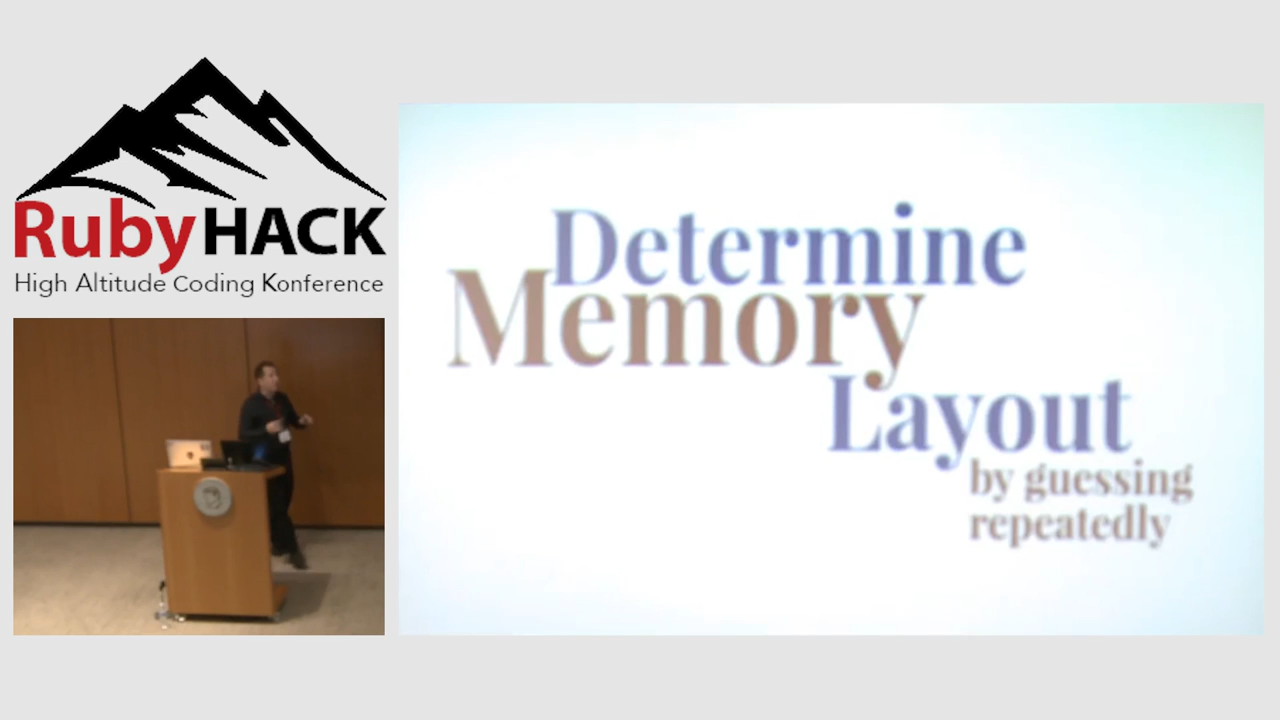 RubyHACK
High Altitude Coding Konference
Determine
Memory
Layout
by guessing
repeatedly